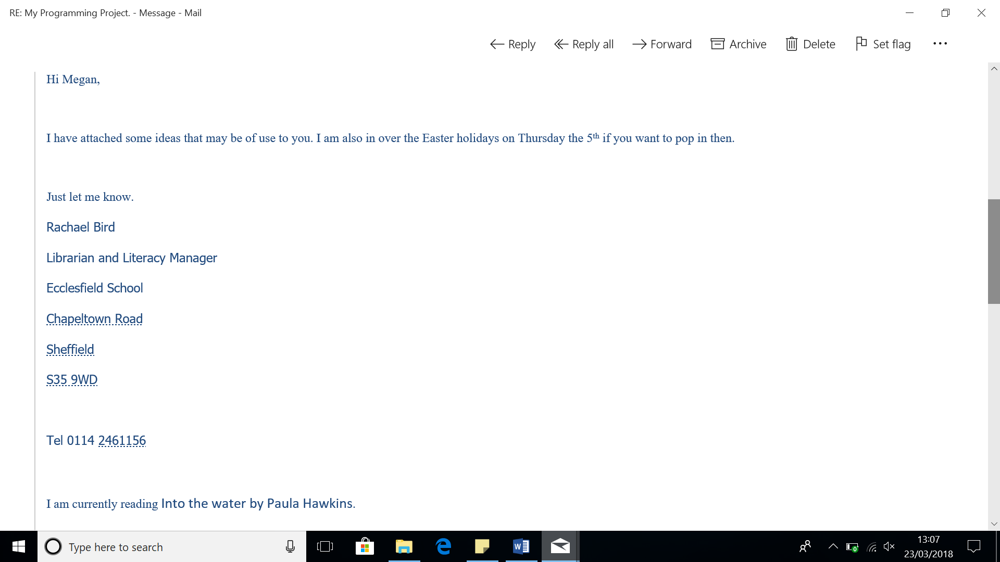 RE: My Programming Project. - Message - Mail
Reply
Reply all
Forward
Archive
Delete
Set flag
Hi Megan,
I have attached some ideas that may be of use to you. I am also in over the Easter holidays on Thursday the 5th if you want to pop in then.
Just let me know.
Rachael Bird
Librarian and Literacy Manager
Ecclesfield School
Chapeltown Road
Sheffield
S35 9WD
Tel 0114 2461156
I am currently reading Into the water by Paula Hawkins.
Type here to search
13:07
23/03/2018